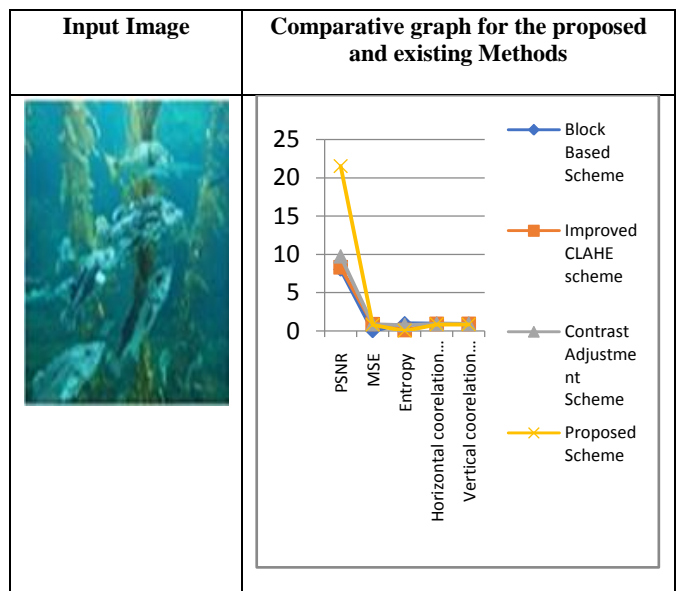 Input Image
Comparative graph for the proposed
and existing Methods
25
20
15
10
5
0
PSNR
MSE
Entropy
Horizontal coorelation...
Vertical coorelation...
Block
Based
Scheme
Improved
CLAHE
scheme
Contrast
Adjustme
nt
Scheme
Proposed
Scheme